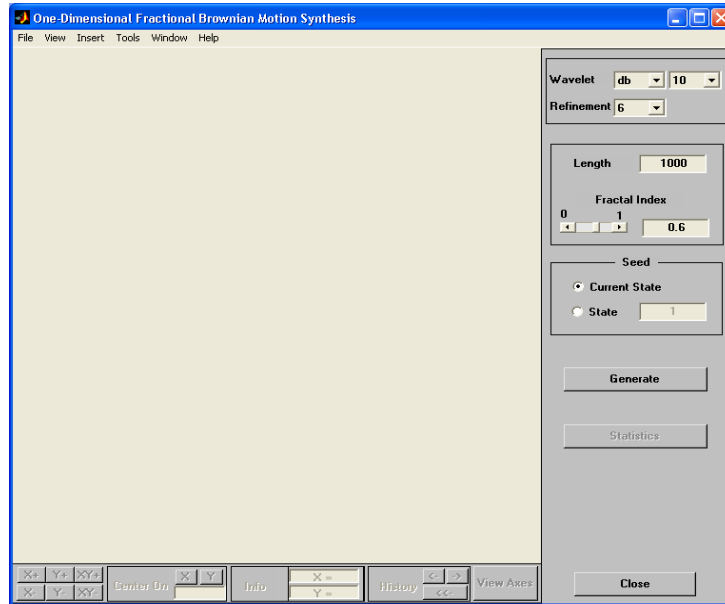 One-Dimensional Fractional Brownian Motion Synthesis
File View Insert Tools Window Help
Wavelet db 10
Refinement 6
Length 1000
Fractal Index
0 1
0.6
Seed
Current State
State 1
Generate
Statistics
X+ Y+ XY+
X- Y- XY-
Center On
X Y
Info
X =
Y =
History
<- ->
<<-
View Axes
Close